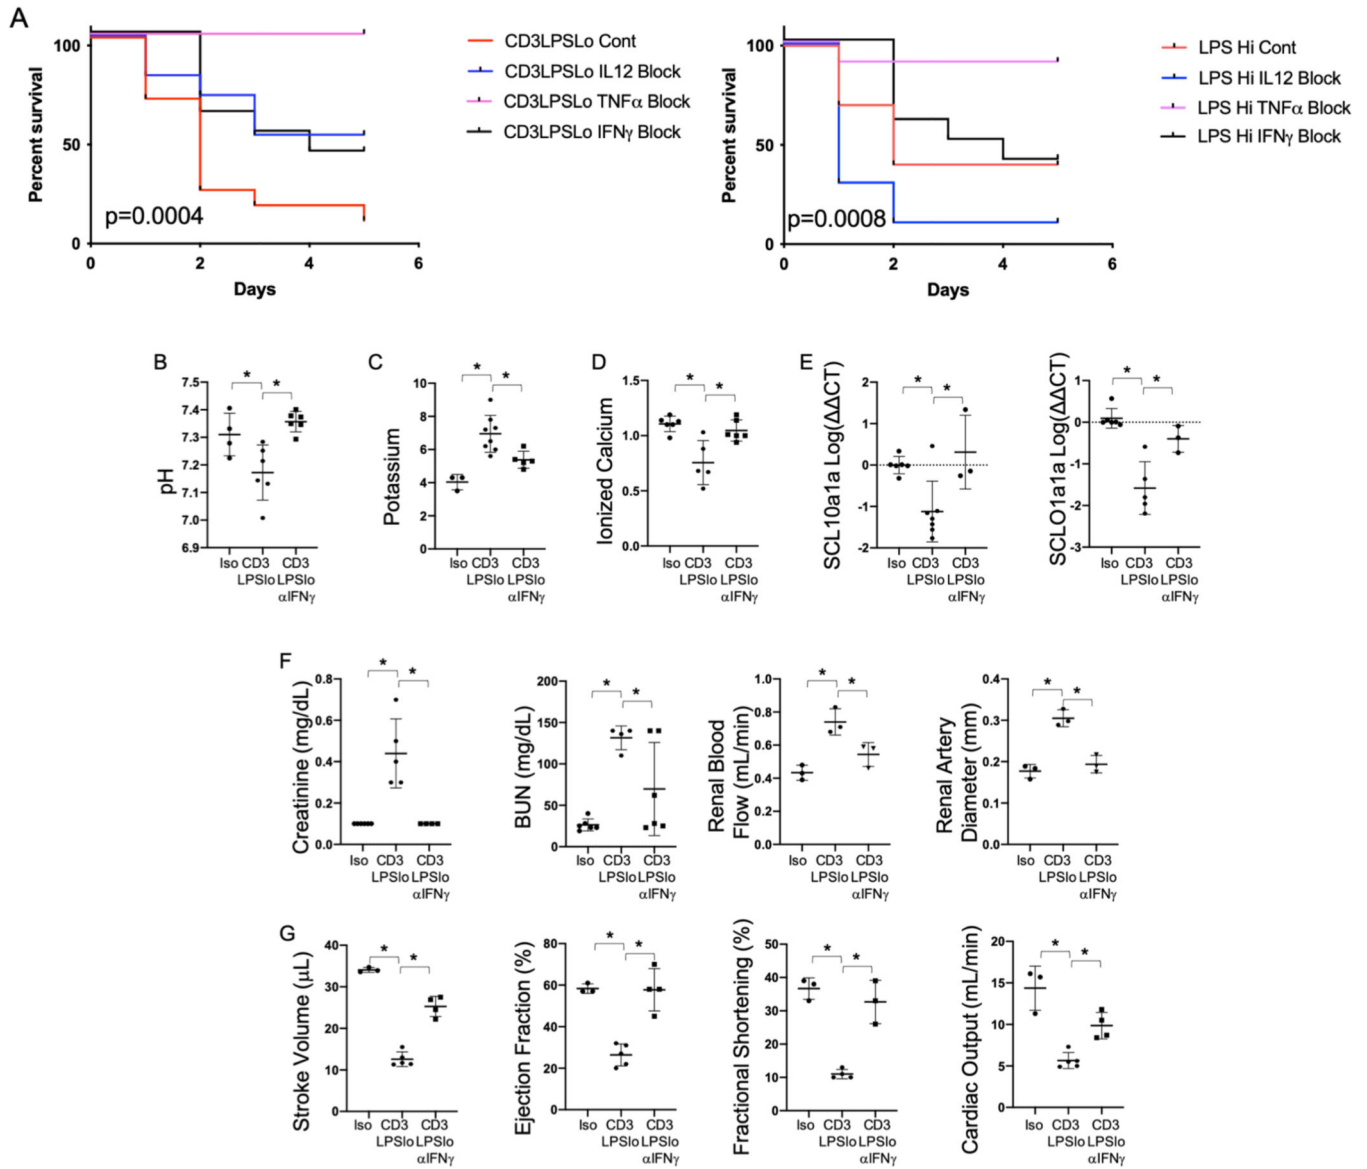 A
Percent survival
100
50
0
0
2
4
6
Days
p=0.0004
CD3LPSLo Cont
CD3LPSLo IL12 Block
CD3LPSLo TNFα Block
CD3LPSLo IFNγ Block
Percent survival
100
50
0
0
2
4
6
Days
p=0.0008
LPS Hi Cont
LPS Hi IL12 Block
LPS Hi TNFα Block
LPS Hi IFNγ Block
B
pH
7.5
7.4
7.3
7.2
7.1
7.0
6.9
* *
Iso CD3 CD3
LPSlo LPSlo
αIFNγ
C
Potassium
10
8
6
4
2
0
* *
Iso CD3 CD3
LPSlo LPSlo
αIFNγ
D
Ionized Calcium
1.5
1.0
0.5
0.0
* *
Iso CD3 CD3
LPSlo LPSlo
αIFNγ
E
SCL10a1a Log(ΔΔCT)
2
1
0
-1
-2
* *
Iso CD3 CD3
LPSlo LPSlo
αIFNγ
SCLO1a1a Log(ΔΔCT)
1
0
-1
-2
-3
* *
Iso CD3 CD3
LPSlo LPSlo
αIFNγ
F
Creatinine (mg/dL)
0.8
0.6
0.4
0.2
0.0
* *
Iso CD3 CD3
LPSlo LPSlo
αIFNγ
BUN (mg/dL)
200
150
100
50
0
* *
Iso CD3 CD3
LPSlo LPSlo
αIFNγ
Renal Blood
Flow (mL/min)
1.0
0.8
0.6
0.4
0.2
0.0
* *
Iso CD3 CD3
LPSlo LPSlo
αIFNγ
Renal Artery
Diameter (mm)
0.4
0.3
0.2
0.1
0.0
* *
Iso CD3 CD3
LPSlo LPSlo
αIFNγ
G
Stroke Volume (μL)
40
30
20
10
0
* *
Iso CD3 CD3
LPSlo LPSlo
αIFNγ
Ejection Fraction (%)
80
60
40
20
0
* *
Iso CD3 CD3
LPSlo LPSlo
αIFNγ
Fractional Shortening (%)
50
40
30
20
10
0
* *
Iso CD3 CD3
LPSlo LPSlo
αIFNγ
Cardiac Output (mL/min)
20
15
10
5
0
* *
Iso CD3 CD3
LPSlo LPSlo
αIFNγ